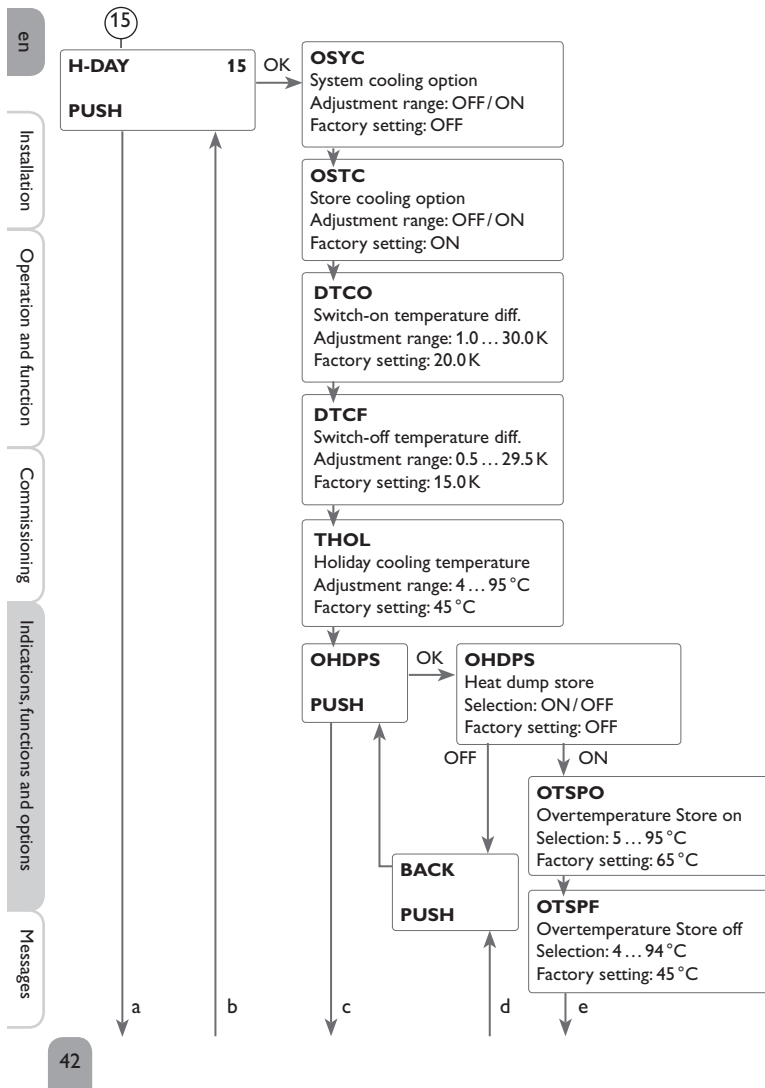 en
Installation
Operation and function
Commissioning
Indications, functions and options
Messages
15
H-DAY 15
PUSH
OK
OSYC
System cooling option
Adjustment range: OFF/ON
Factory setting: OFF
OSTC
Store cooling option
Adjustment range: OFF/ON
Factory setting: ON
DTCO
Switch-on temperature diff.
Adjustment range: 1.0 ... 30.0 K
Factory setting: 20.0 K
DTCF
Switch-off temperature diff.
Adjustment range: 0.5 ... 29.5 K
Factory setting: 15.0 K
THOL
Holiday cooling temperature
Adjustment range: 4 ... 95 °C
Factory setting: 45 °C
OHDPS
PUSH
OK
OHDPS
Heat dump store
Selection: ON/OFF
Factory setting: OFF
OFF
ON
OTSPO
Overtemperature Store on
Selection: 5 ... 95 °C
Factory setting: 65 °C
BACK
PUSH
OTSPF
Overtemperature Store off
Selection: 4 ... 94 °C
Factory setting: 45 °C
a
b
c
d
e
42